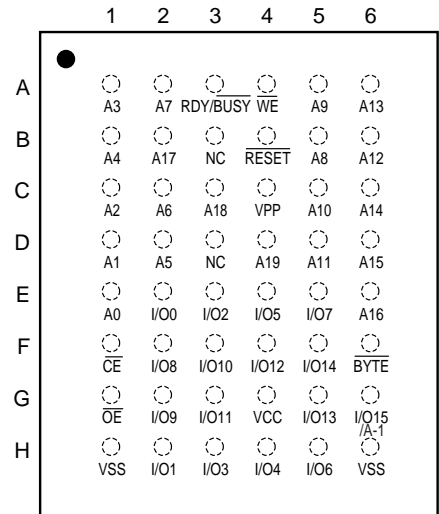 1 2 3 4 5 6
A
A3 A7 RDY/BUSY WE A9 A13
B
A4 A17 NC RESET A8 A12
C
A2 A6 A18 VPP A10 A14
D
A1 A5 NC A19 A11 A15
E
A0 I/O0 I/O2 I/O5 I/O7 A16
F
CE I/O8 I/O10 I/O12 I/O14 BYTE
G
OE I/O9 I/O11 VCC I/O13 I/O15
/A-1
H
VSS I/O1 I/O3 I/O4 I/O6 VSS